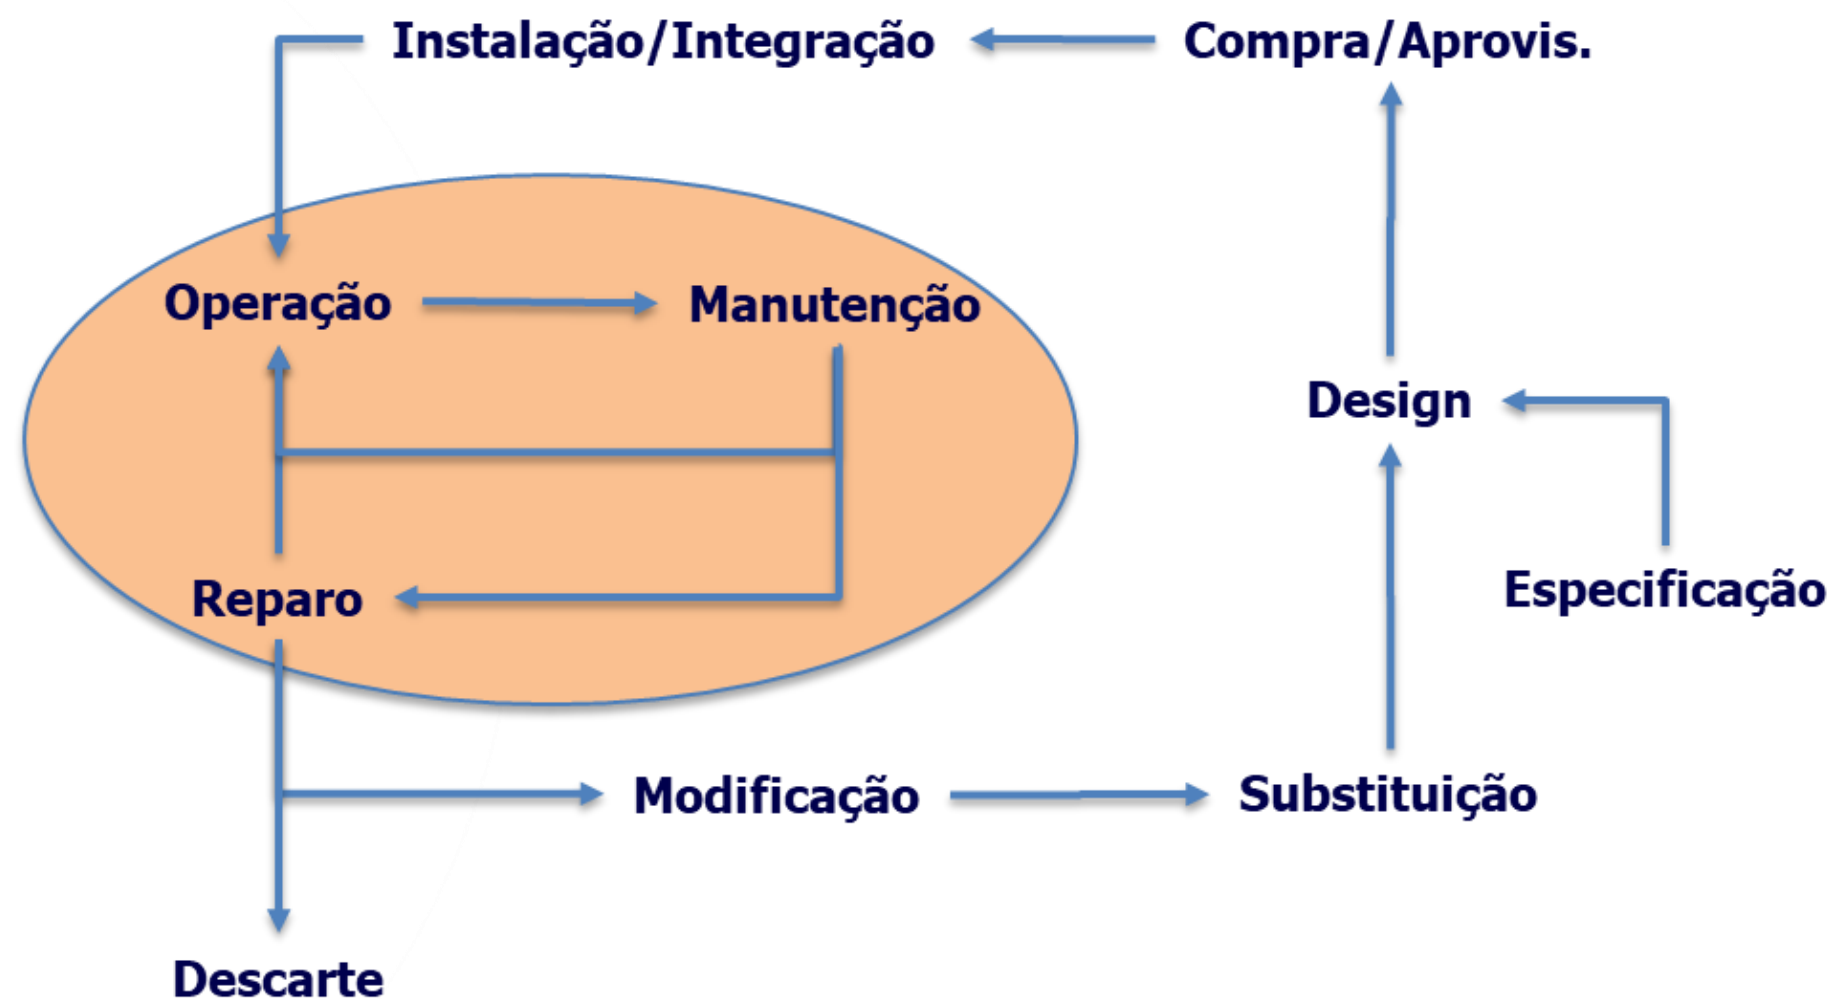 Instalação/Integração
Compra/Aprovis.
Operação
Manutenção
Design
Reparo
Especificação
Modificação
Substituição
Descarte